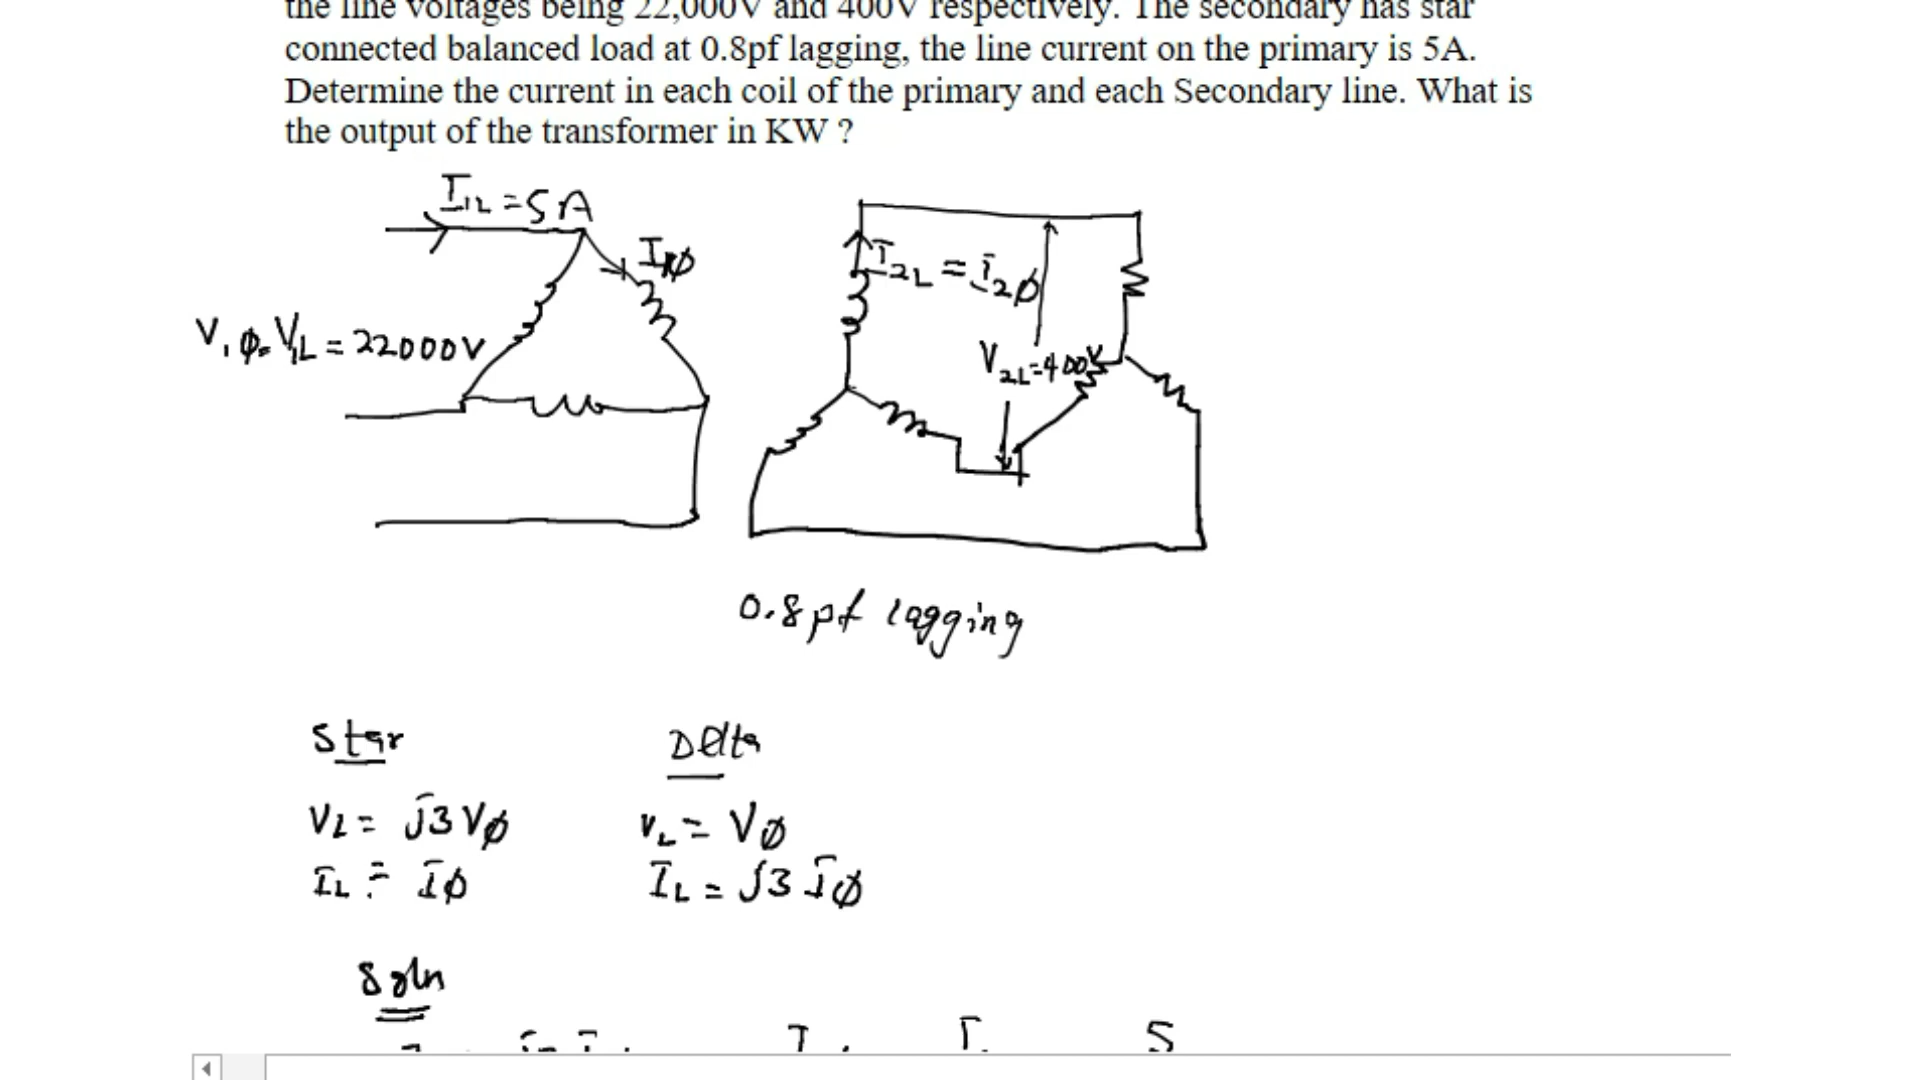 the line voltages being 22,000V and 400V respectively. The secondary has star
connected balanced load at 0.8pf lagging, the line current on the primary is 5A.
Determine the current in each coil of the primary and each Secondary line. What is
the output of the transformer in KW ?
I₁L = 5A
I₁φ
I₂L = I₂φ
V₁φ = V₁L = 22000V
V₂L = 400V
0.8pf lagging
Star Delta
VL = √3 Vφ VL = Vφ
IL = Iφ IL = √3 Iφ
Soln